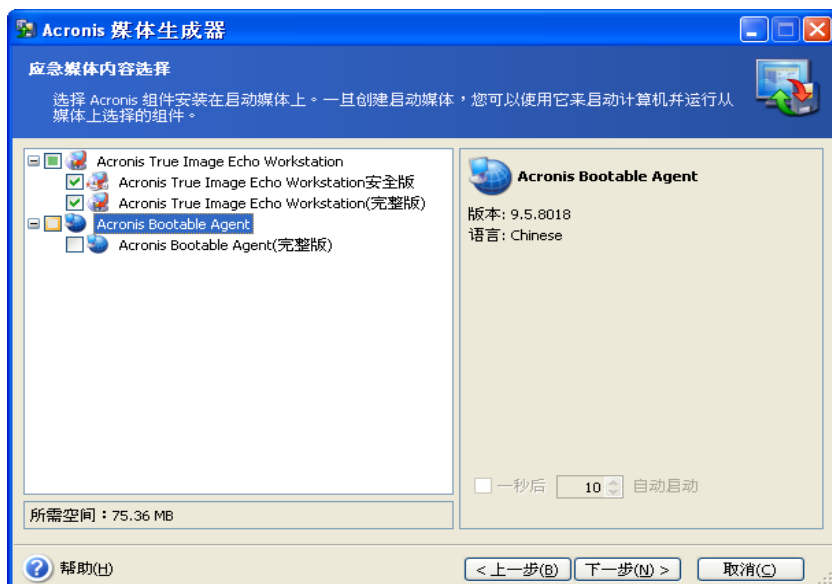 Acronis 媒体生成器
应急媒体内容选择
选择 Acronis 组件安装在启动媒体上。一旦创建启动媒体，您可以使用它来启动计算机并运行从
媒体上选择的组件。
Acronis True Image Echo Workstation
Acronis True Image Echo Workstation安全版
Acronis True Image Echo Workstation(完整版)
Acronis Bootable Agent
Acronis Bootable Agent(完整版)
Acronis Bootable Agent
版本: 9.5.8018
语言: Chinese
一秒后 10 自动启动
所需空间：75.36 MB
帮助(H)
< 上一步(B) 下一步(N) > 取消(C)